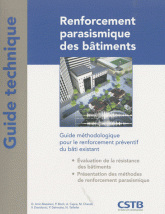 Guide technique
Renforcement
parasismique
des bâtiments
Guide méthodologique
pour le renforcement préventif
du bâti existant
• Évaluation de la résistance
des bâtiments
• Présentation des méthodes
de renforcement parasismique
CSTB